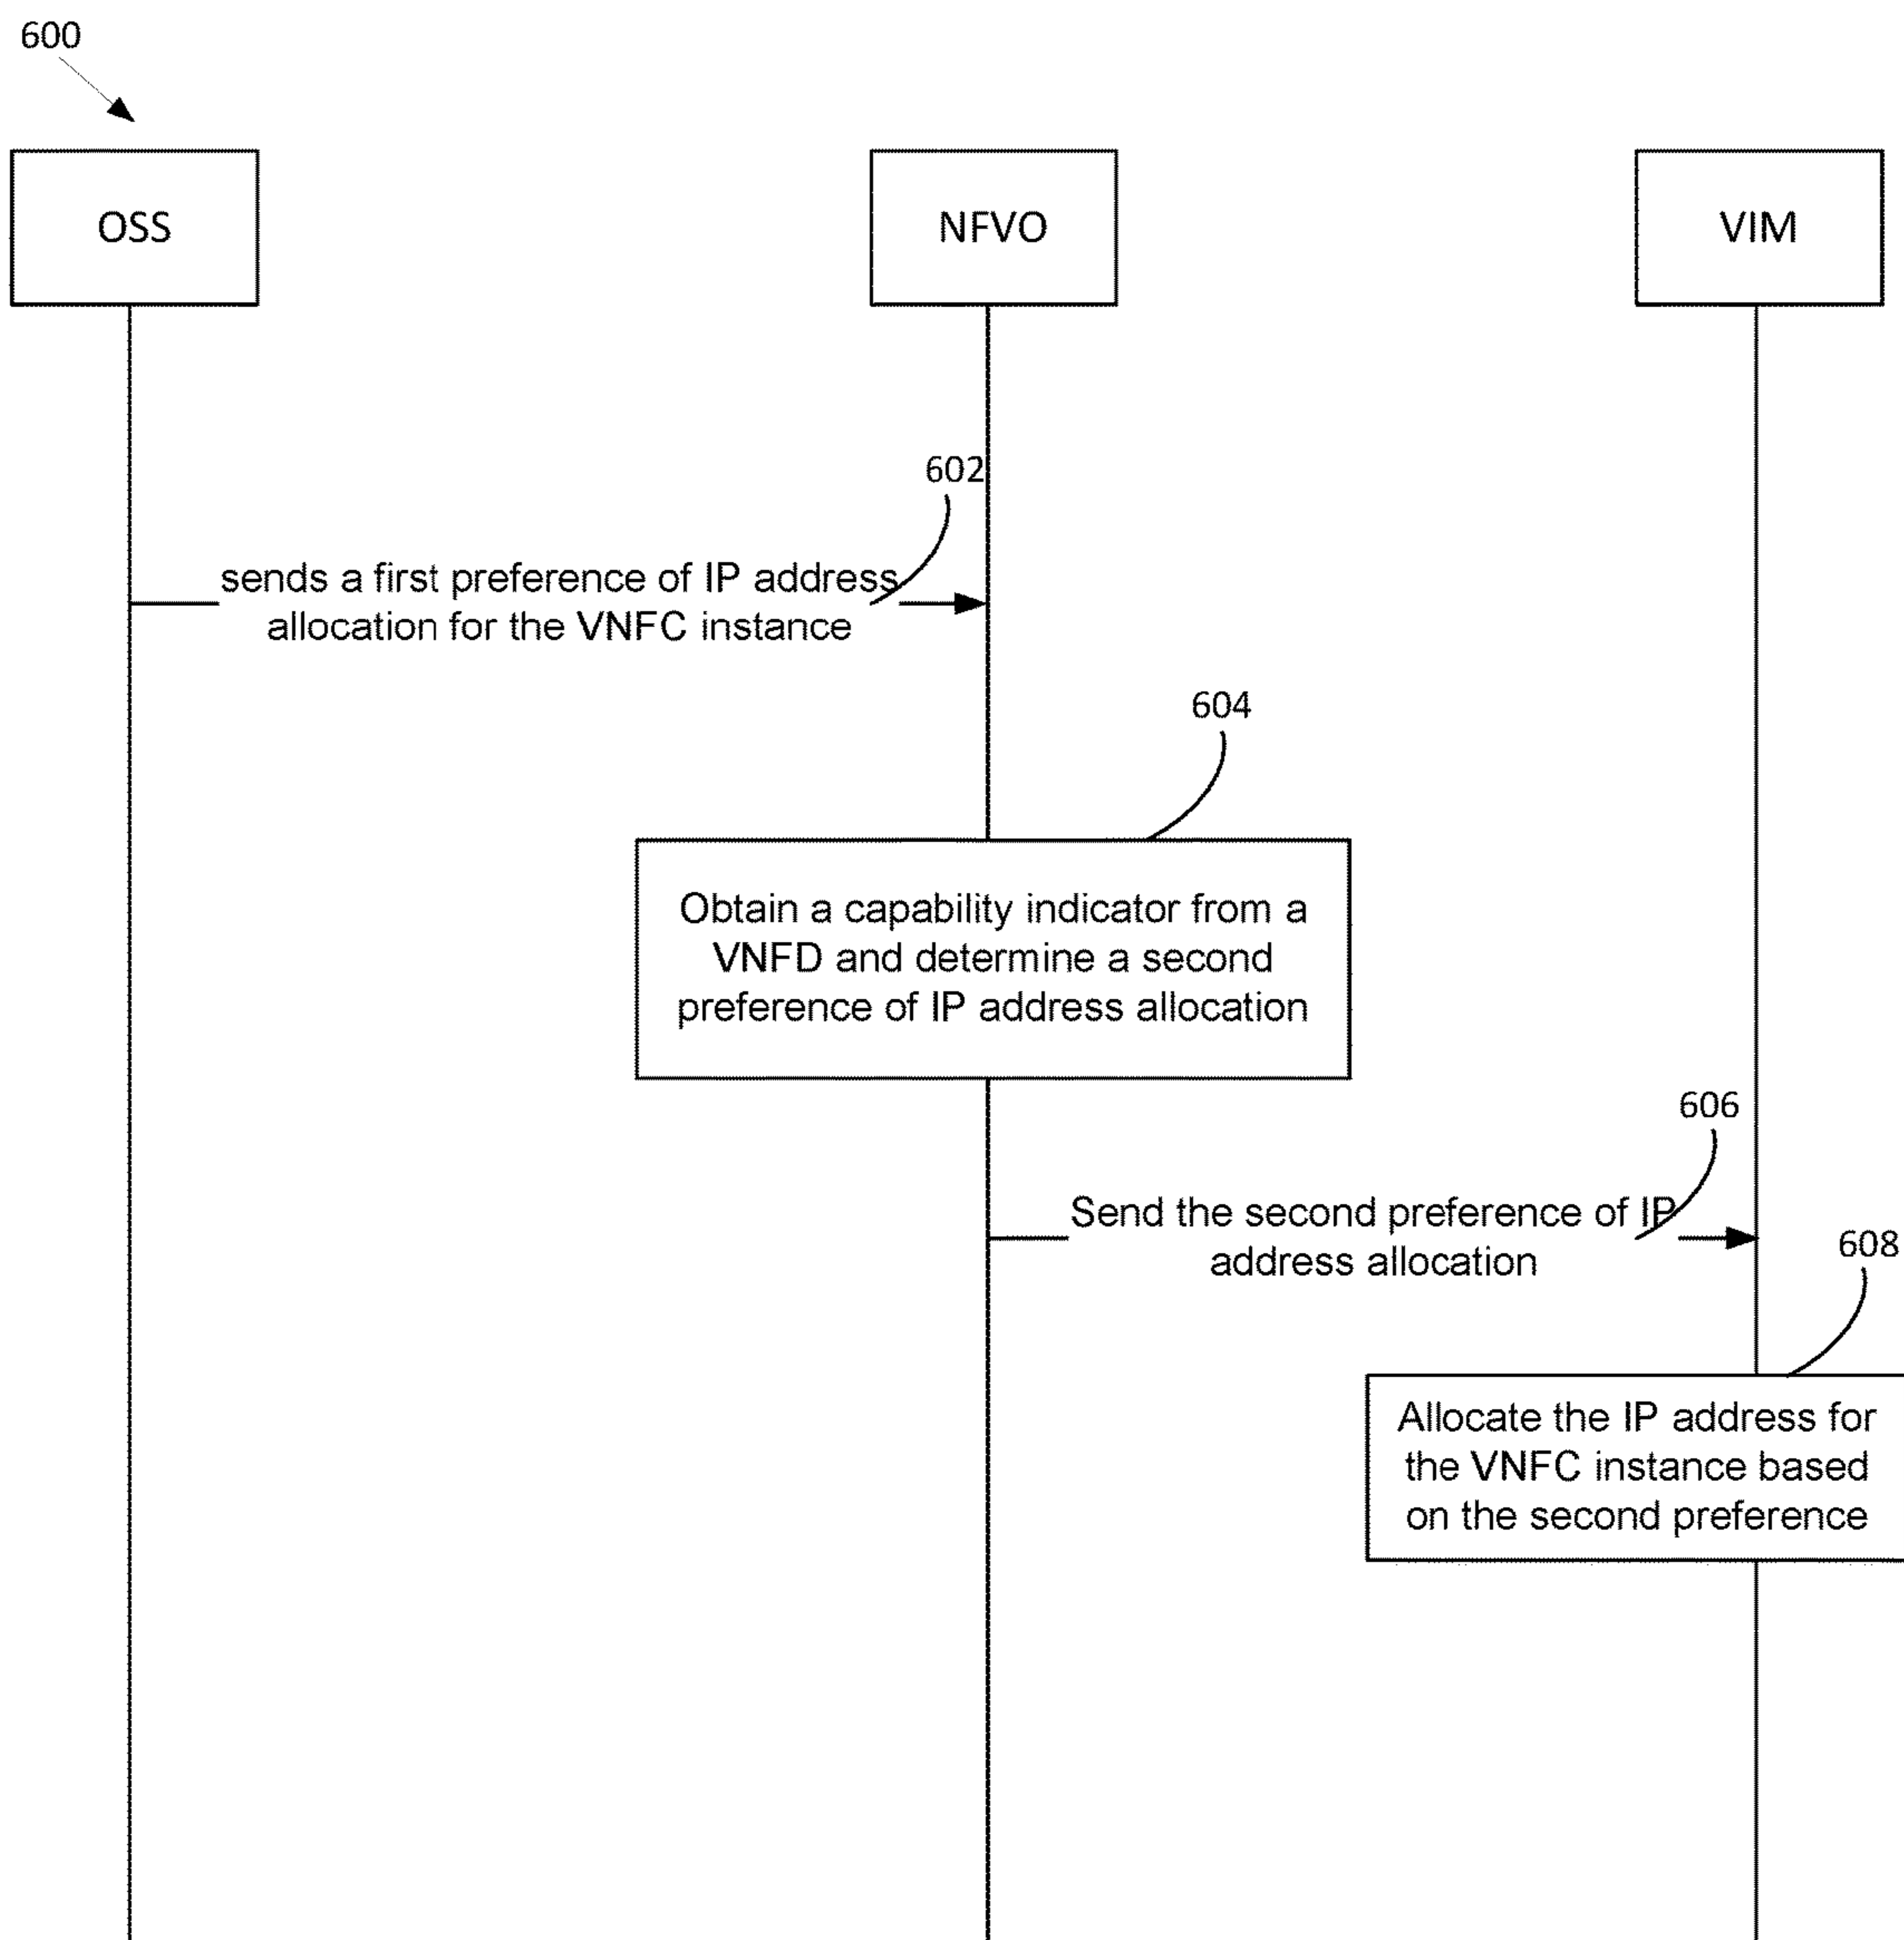 600
OSS
NFVO
VIM
602
sends a first preference of IP address
allocation for the VNFC instance
604
Obtain a capability indicator from a
VNFD and determine a second
preference of IP address allocation
606
Send the second preference of IP
address allocation
608
Allocate the IP address for
the VNFC instance based
on the second preference